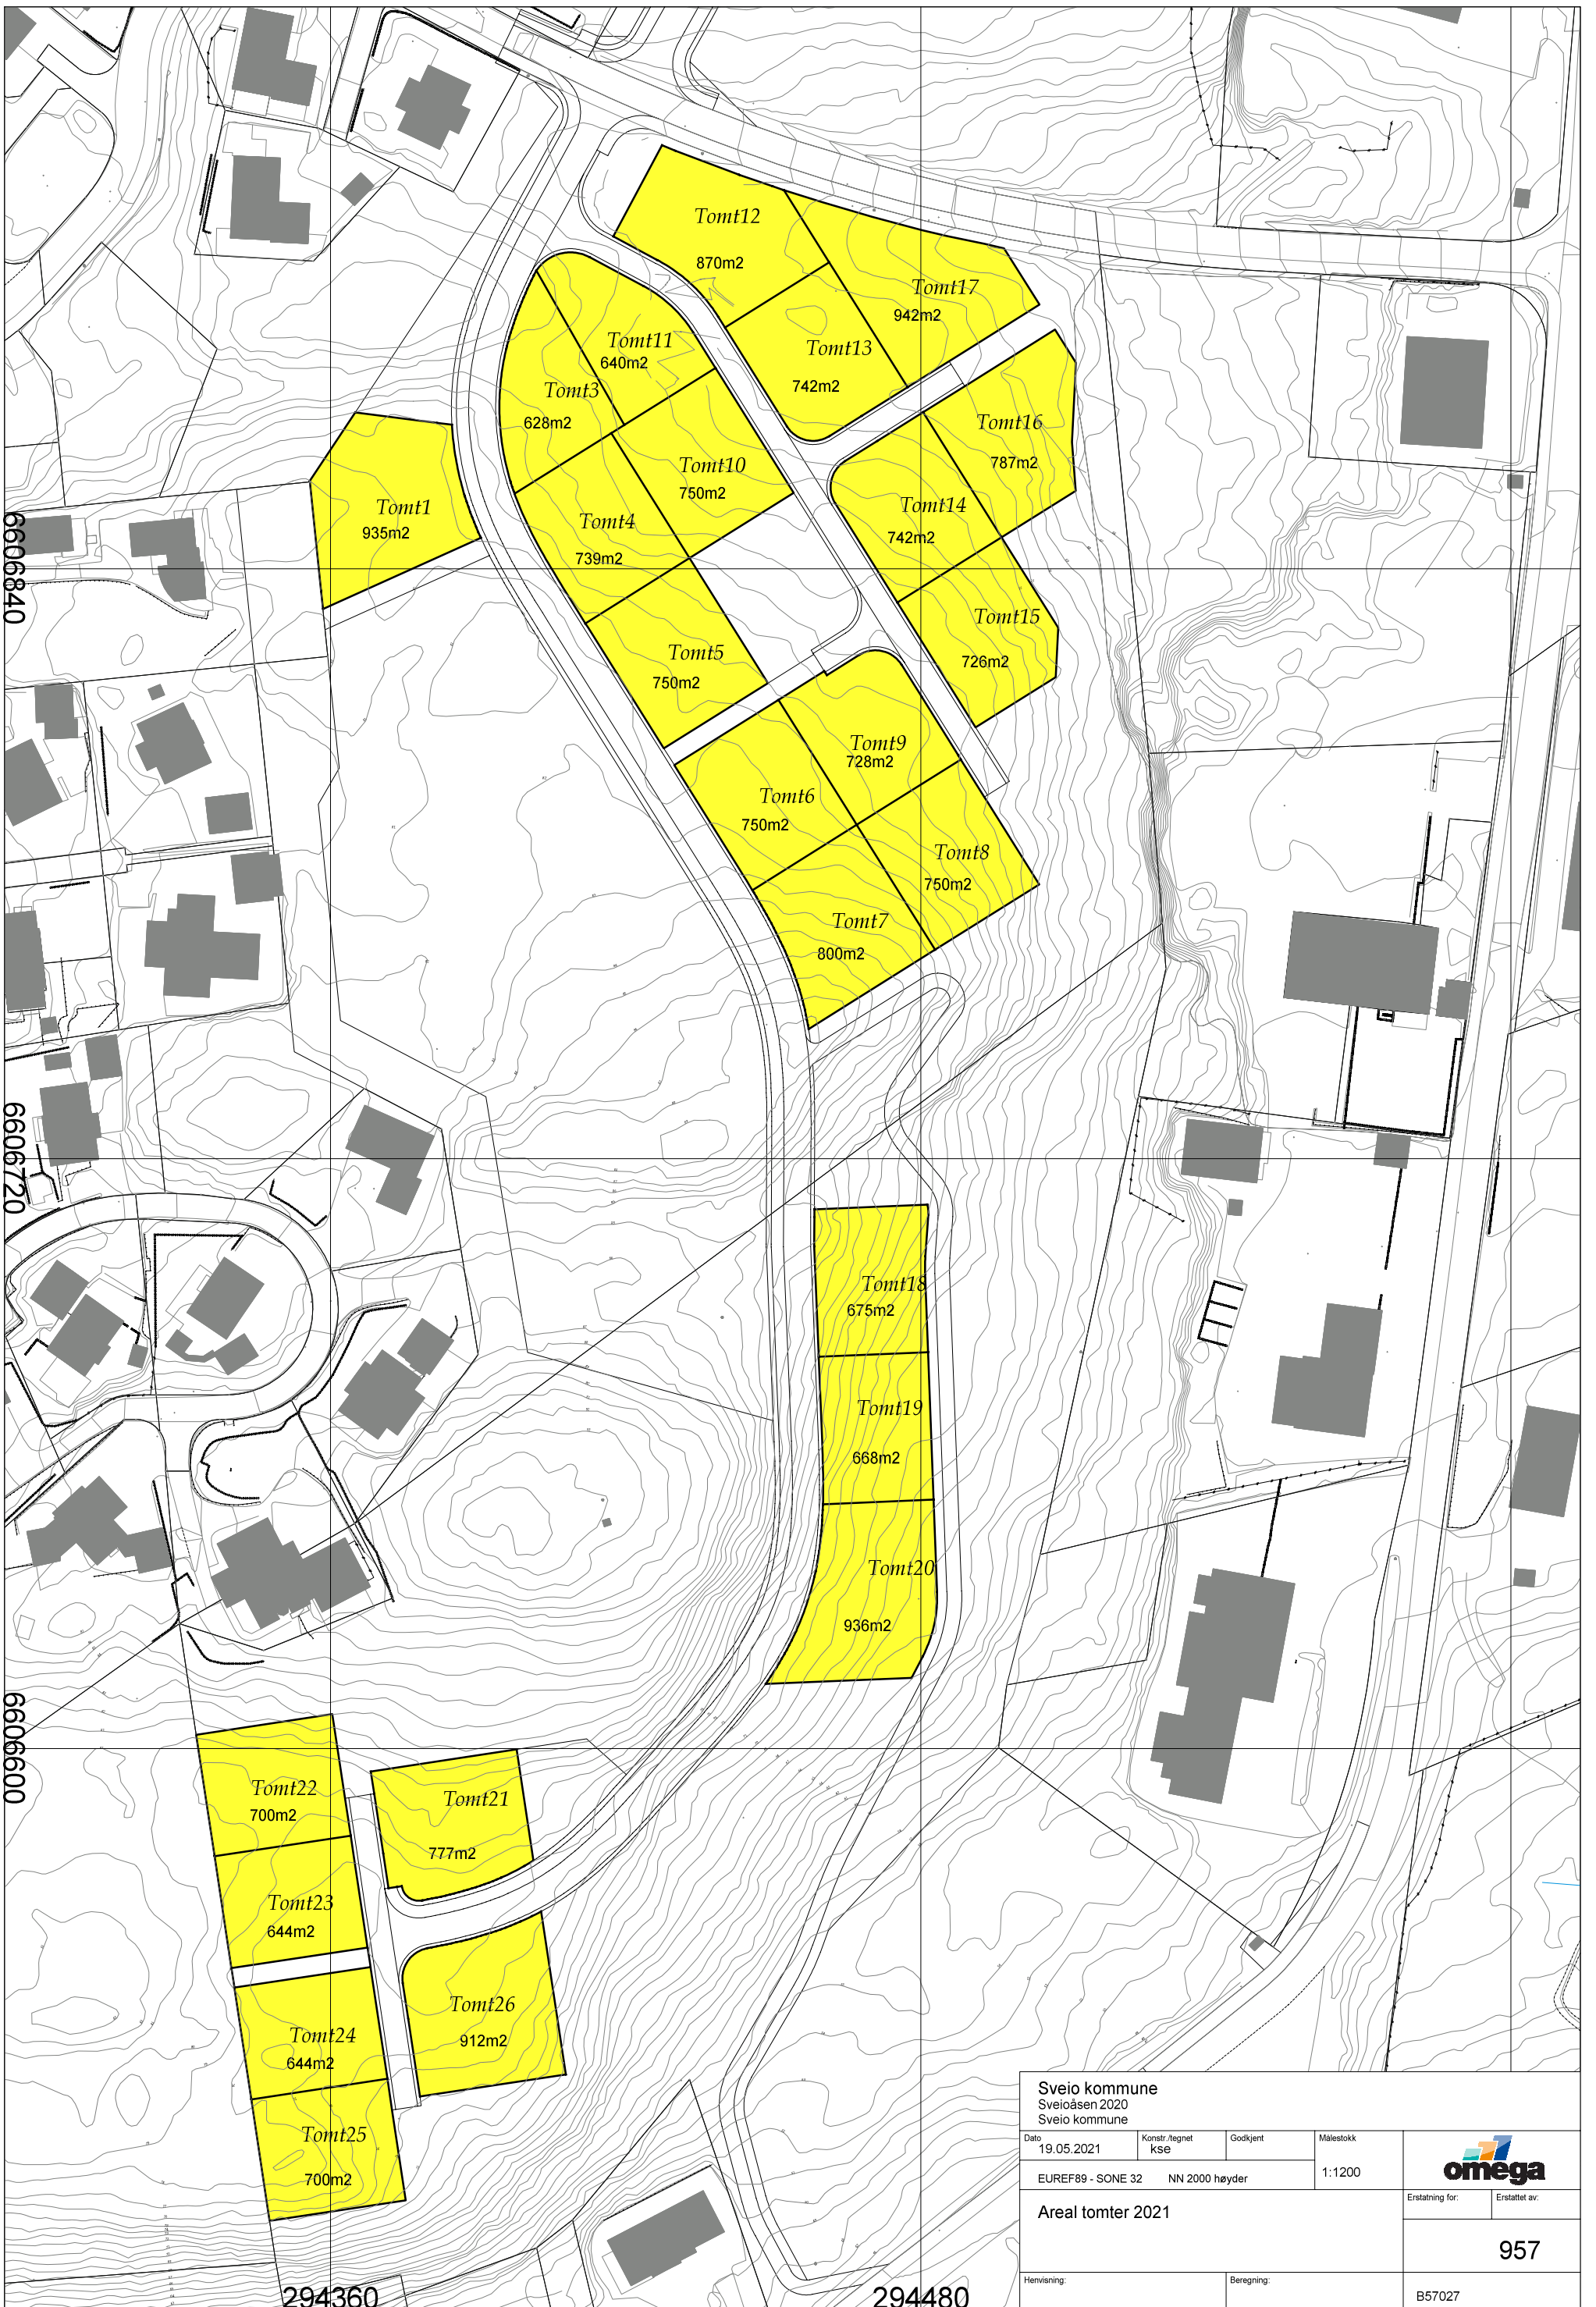 Tomt12
870m2
Tomt17
942m2
Tomt11
640m2
Tomt13
742m2
Tomt3
628m2
Tomt16
787m2
Tomt10
750m2
Tomt1
935m2
Tomt14
742m2
Tomt4
739m2
Tomt15
726m2
Tomt5
750m2
Tomt9
728m2
Tomt6
750m2
Tomt8
750m2
Tomt7
800m2
Tomt18
675m2
Tomt19
668m2
Tomt20
936m2
Tomt22
700m2
Tomt21
777m2
Tomt23
644m2
Tomt26
912m2
Tomt24
644m2
Tomt25
700m2
6606840
6606720
6606600
294360
294480
Sveio kommune
Sveioåsen 2020
Sveio kommune
Dato
19.05.2021
Konstr./tegnet
kse
Godkjent
Målestokk
1:1200
EUREF89 - SONE 32 NN 2000 høyder
omega
Areal tomter 2021
Erstatning for:
Erstattet av:
957
Henvisning:
Beregning:
B57027